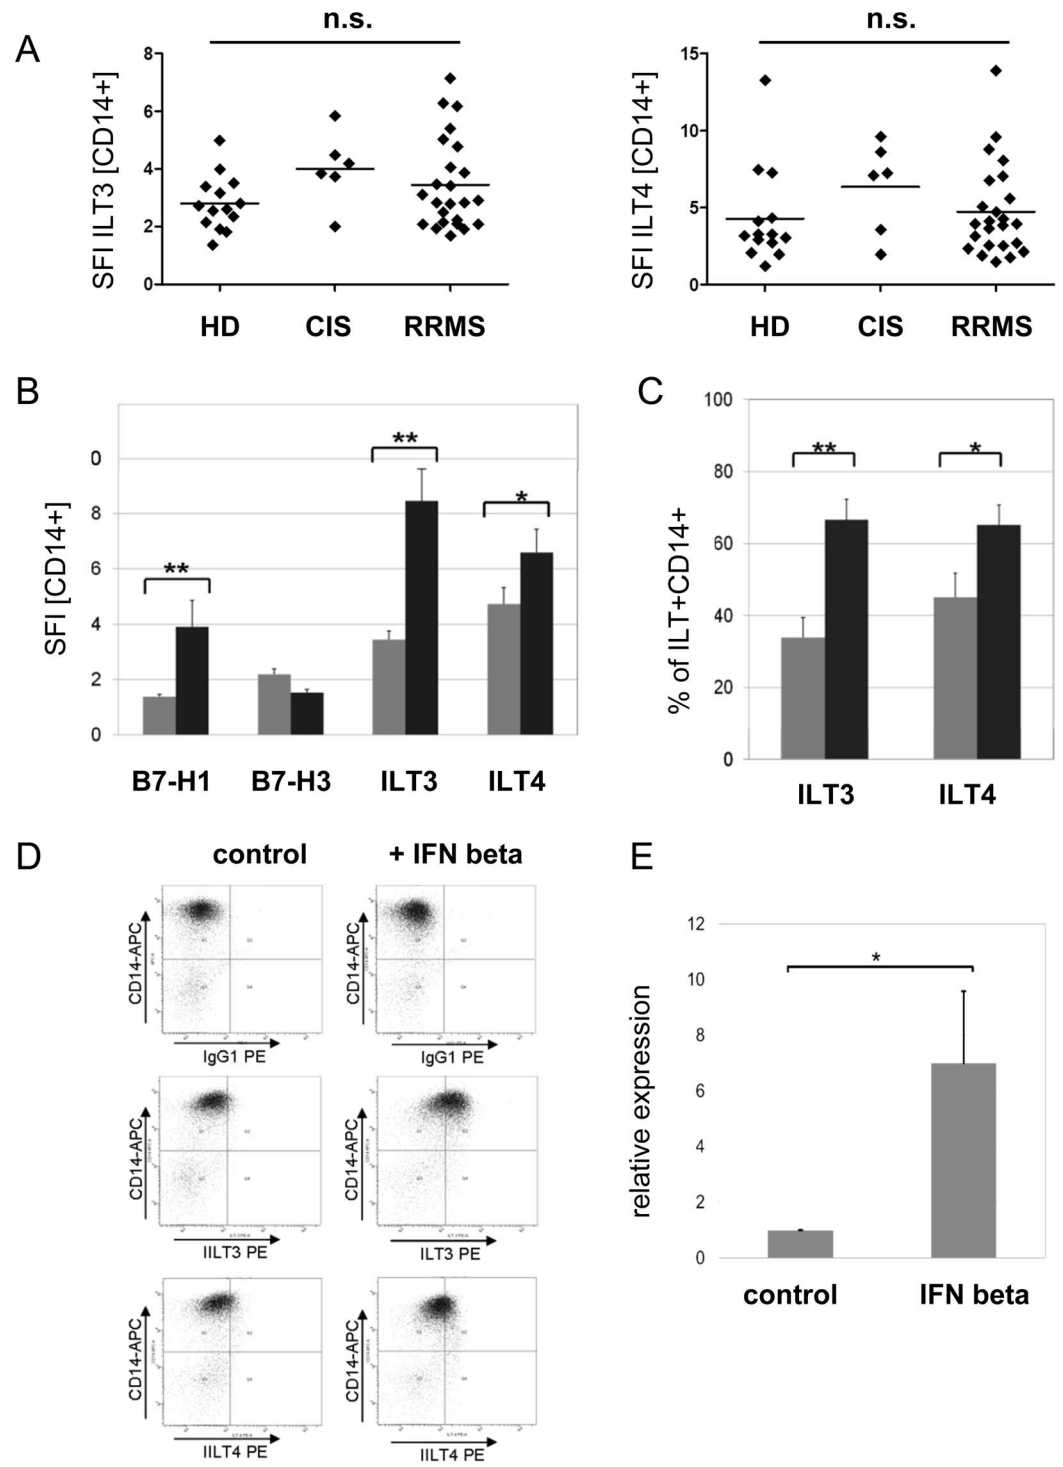 A
n.s.
SFI ILT3 [CD14+]
8
6
4
2
0
HD CIS RRMS
n.s.
SFI ILT4 [CD14+]
15
10
5
0
HD CIS RRMS
B
SFI [CD14+]
0
8
6
4
2
0
**
**
*
B7-H1 B7-H3 ILT3 ILT4
C
% of ILT+CD14+
100
80
60
40
20
0
**
*
ILT3 ILT4
D
control + IFN beta
CD14-APC
IgG1 PE
CD14-APC
IgG1 PE
CD14-APC
IILT3 PE
CD14-APC
ILT3 PE
CD14-APC
IILT4 PE
CD14-APC
ILT4 PE
E
relative expression
12
10
8
6
4
2
0
*
control IFN beta